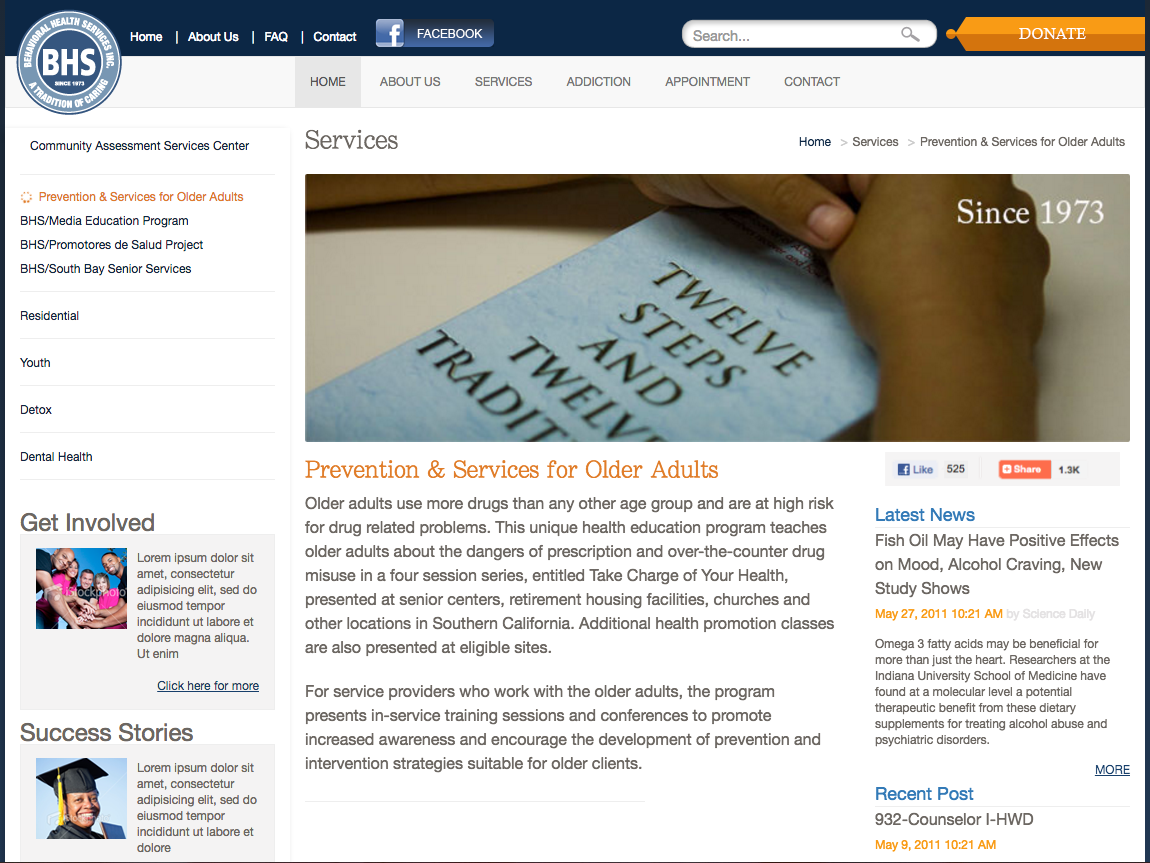 BEHAVIORAL HEALTH SERVICES INC.
BHS
SINCE 1973
A TRADITION OF CARING
Home | About Us | FAQ | Contact
FACEBOOK
Search...
DONATE
HOME ABOUT US SERVICES ADDICTION APPOINTMENT CONTACT
Community Assessment Services Center
Prevention & Services for Older Adults
BHS/Media Education Program
BHS/Promotores de Salud Project
BHS/South Bay Senior Services
Residential
Youth
Detox
Dental Health
Get Involved
Lorem ipsum dolor sit
amet, consectetur
adipisicing elit, sed do
eiusmod tempor
incididunt ut labore et
dolore magna aliqua.
Ut enim
Click here for more
Success Stories
Lorem ipsum dolor sit
amet, consectetur
adipisicing elit, sed do
eiusmod tempor
incididunt ut labore et
dolore
Services
Home > Services > Prevention & Services for Older Adults
Since 1973
TWELVE
STEPS
AND
TWELVE
Prevention & Services for Older Adults
Older adults use more drugs than any other age group and are at high risk
for drug related problems. This unique health education program teaches
older adults about the dangers of prescription and over-the-counter drug
misuse in a four session series, entitled Take Charge of Your Health,
presented at senior centers, retirement housing facilities, churches and
other locations in Southern California. Additional health promotion classes
are also presented at eligible sites.
For service providers who work with the older adults, the program
presents in-service training sessions and conferences to promote
increased awareness and encourage the development of prevention and
intervention strategies suitable for older clients.
Like 525 Share 1.3K
Latest News
Fish Oil May Have Positive Effects
on Mood, Alcohol Craving, New
Study Shows
May 27, 2011 10:21 AM by Science Daily
Omega 3 fatty acids may be beneficial for
more than just the heart. Researchers at the
Indiana University School of Medicine have
found at a molecular level a potential
therapeutic benefit from these dietary
supplements for treating alcohol abuse and
psychiatric disorders.
MORE
Recent Post
932-Counselor I-HWD
May 9, 2011 10:21 AM